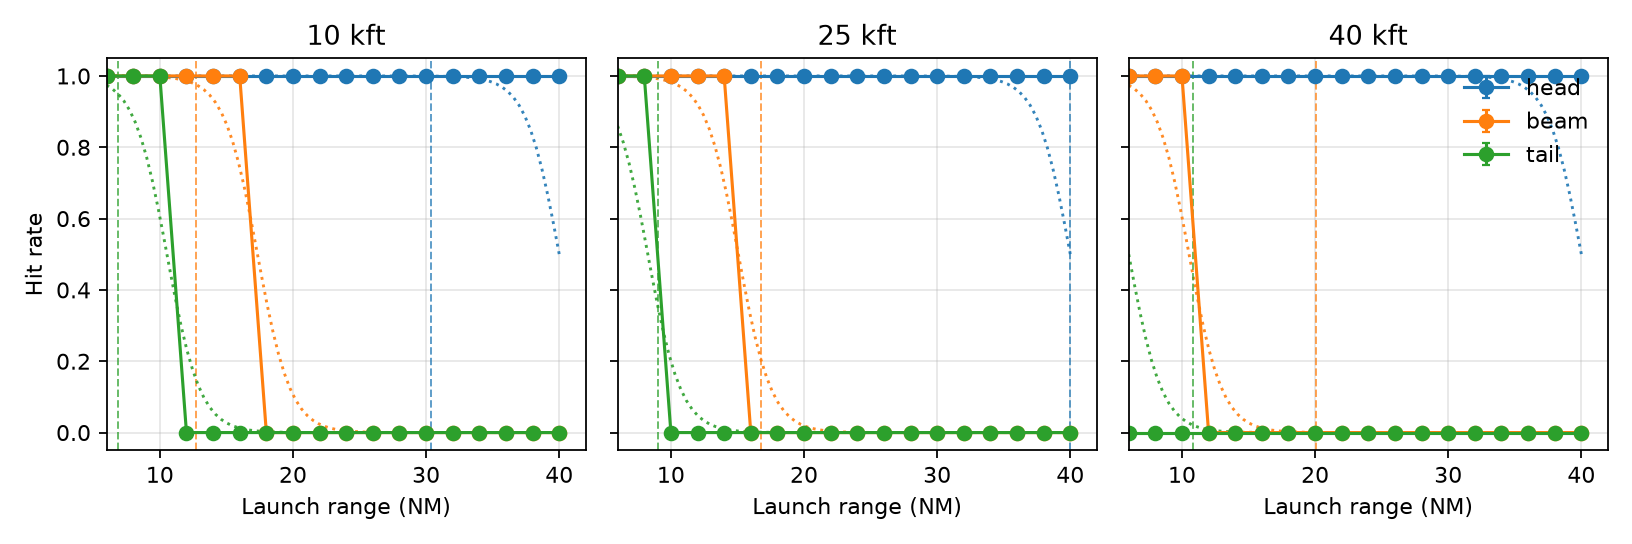 10 kft
25 kft
40 kft
Hit rate
1.0
0.8
0.6
0.4
0.2
0.0
head
beam
tail
10 20 30 40
10 20 30 40
10 20 30 40
Launch range (NM)
Launch range (NM)
Launch range (NM)